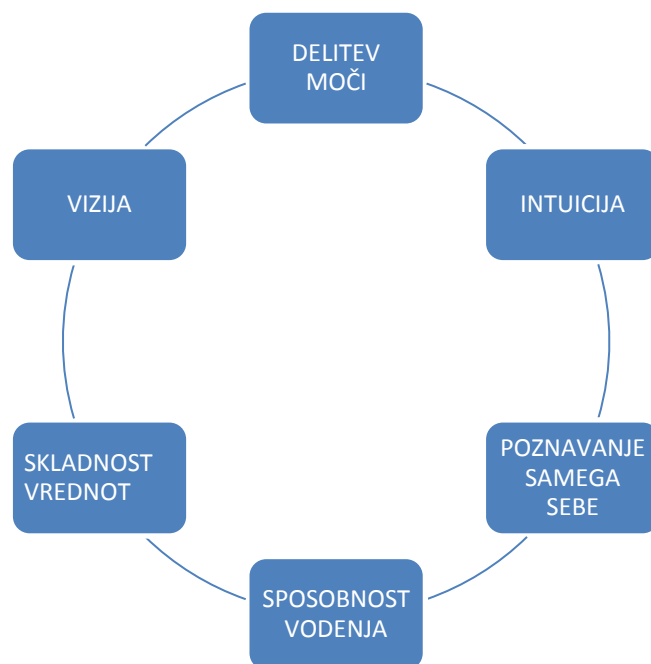 DELITEV
MOČI
INTUICIJA
POZNAVANJE
SAMEGA
SEBE
SPOSOBNOST
VODENJA
SKLADNOST
VREDNOT
VIZIJA